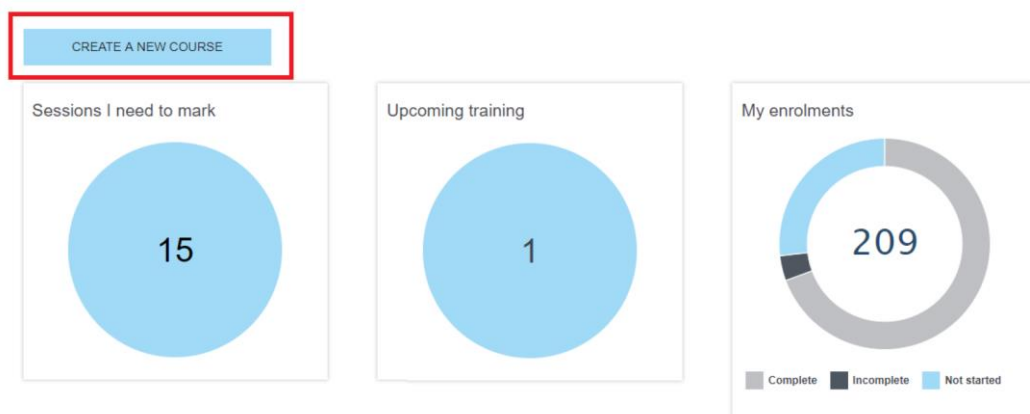 CREATE A NEW COURSE
Sessions I need to mark
15
Upcoming training
1
My enrolments
209
Complete
Incomplete
Not started